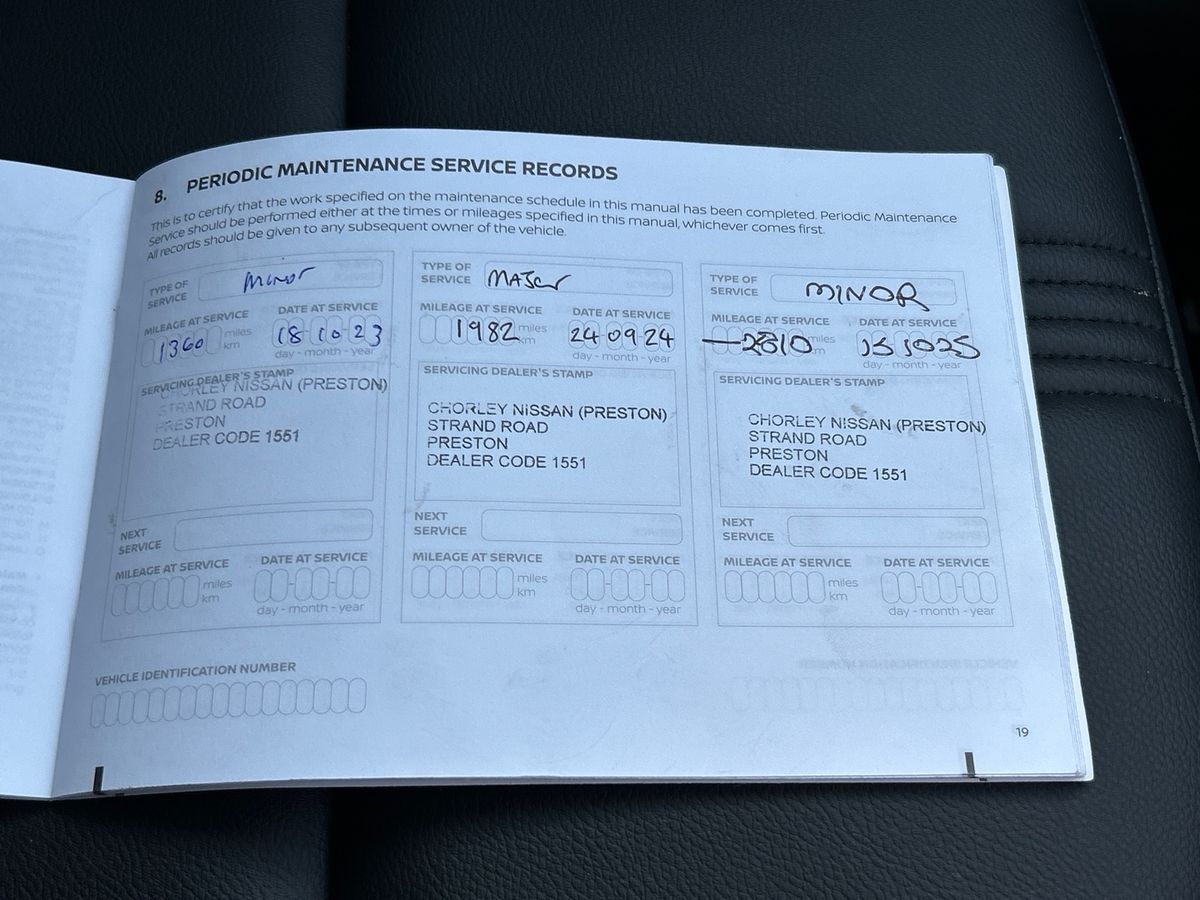 8. PERIODIC MAINTENANCE SERVICE RECORDS
This is to certify that the work specified on the maintenance schedule in this manual has been completed. Periodic Maintenance
Service should be performed either at the times or mileages specified in this manual, whichever comes first.
All records should be given to any subsequent owner of the vehicle.
TYPE OF
SERVICE
Minor
MILEAGE AT SERVICE
DATE AT SERVICE
1360
miles
km
18-10-23
day - month - year
SERVICING DEALER'S STAMP
CHORLEY NISSAN (PRESTON)
STRAND ROAD
PRESTON
DEALER CODE 1551
NEXT
SERVICE
MILEAGE AT SERVICE
DATE AT SERVICE
miles
km
day - month - year
TYPE OF
SERVICE
MAJOR
MILEAGE AT SERVICE
DATE AT SERVICE
1982
miles
km
24-09-24
day - month - year
SERVICING DEALER'S STAMP
CHORLEY NISSAN (PRESTON)
STRAND ROAD
PRESTON
DEALER CODE 1551
NEXT
SERVICE
MILEAGE AT SERVICE
DATE AT SERVICE
miles
km
day - month - year
TYPE OF
SERVICE
MINOR
MILEAGE AT SERVICE
DATE AT SERVICE
miles
day - month - year
SERVICING DEALER'S STAMP
CHORLEY NISSAN (PRESTON)
STRAND ROAD
PRESTON
DEALER CODE 1551
NEXT
SERVICE
MILEAGE AT SERVICE
DATE AT SERVICE
miles
km
day - month - year
VEHICLE IDENTIFICATION NUMBER
19